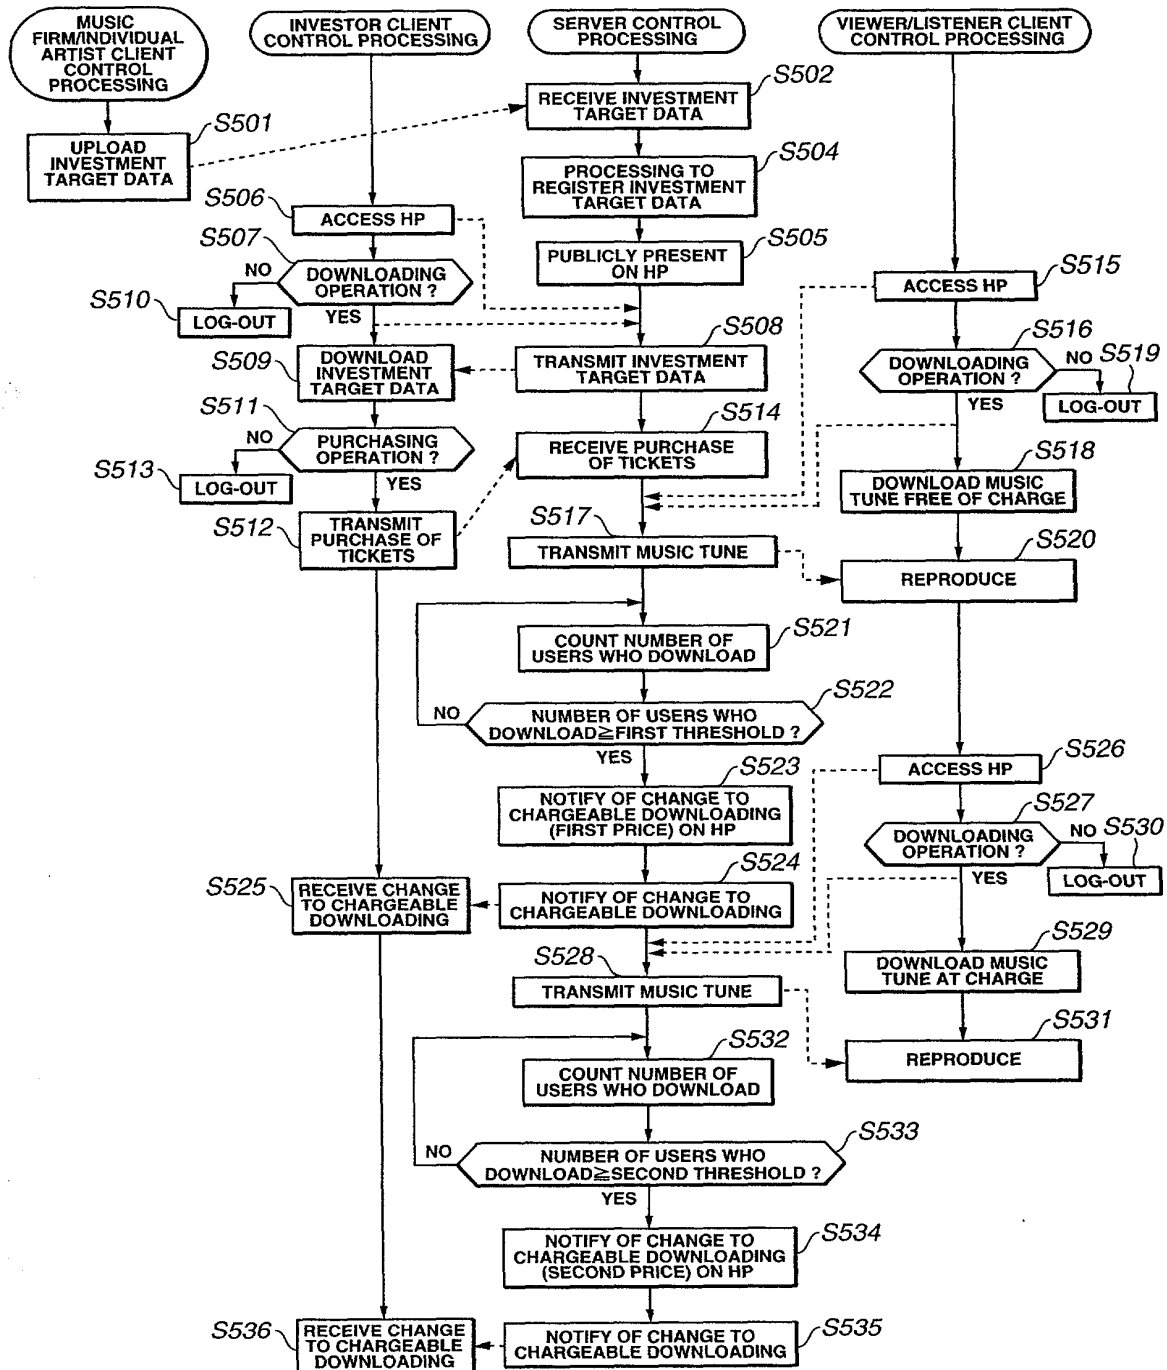 MUSIC
FIRM/INDIVIDUAL
ARTIST CLIENT
CONTROL
PROCESSING
INVESTOR CLIENT
CONTROL PROCESSING
SERVER CONTROL
PROCESSING
VIEWER/LISTENER CLIENT
CONTROL PROCESSING
S501
UPLOAD
INVESTMENT
TARGET DATA
S502
RECEIVE INVESTMENT
TARGET DATA
S504
PROCESSING TO
REGISTER INVESTMENT
TARGET DATA
S506
ACCESS HP
S505
PUBLICLY PRESENT
ON HP
S507
DOWNLOADING
OPERATION ?
NO
YES
S510
LOG-OUT
S515
ACCESS HP
S508
TRANSMIT INVESTMENT
TARGET DATA
S509
DOWNLOAD
INVESTMENT
TARGET DATA
S516
DOWNLOADING
OPERATION ?
NO
YES
S519
LOG-OUT
S511
PURCHASING
OPERATION ?
NO
YES
S513
LOG-OUT
S514
RECEIVE PURCHASE
OF TICKETS
S518
DOWNLOAD MUSIC
TUNE FREE OF CHARGE
S512
TRANSMIT
PURCHASE OF
TICKETS
S517
TRANSMIT MUSIC TUNE
S520
REPRODUCE
S521
COUNT NUMBER OF
USERS WHO DOWNLOAD
S522
NUMBER OF USERS WHO
DOWNLOAD≧FIRST THRESHOLD ?
NO
YES
S523
NOTIFY OF CHANGE TO
CHARGEABLE DOWNLOADING
(FIRST PRICE) ON HP
S526
ACCESS HP
S527
DOWNLOADING
OPERATION ?
NO
YES
S530
LOG-OUT
S524
NOTIFY OF CHANGE TO
CHARGEABLE DOWNLOADING
S525
RECEIVE CHANGE
TO CHARGEABLE
DOWNLOADING
S528
TRANSMIT MUSIC TUNE
S529
DOWNLOAD MUSIC
TUNE AT CHARGE
S531
REPRODUCE
S532
COUNT NUMBER OF
USERS WHO DOWNLOAD
S533
NUMBER OF USERS WHO
DOWNLOAD≧SECOND THRESHOLD ?
NO
YES
S534
NOTIFY OF CHANGE TO
CHARGEABLE DOWNLOADING
(SECOND PRICE) ON HP
S535
NOTIFY OF CHANGE TO
CHARGEABLE DOWNLOADING
S536
RECEIVE CHANGE
TO CHARGEABLE
DOWNLOADING